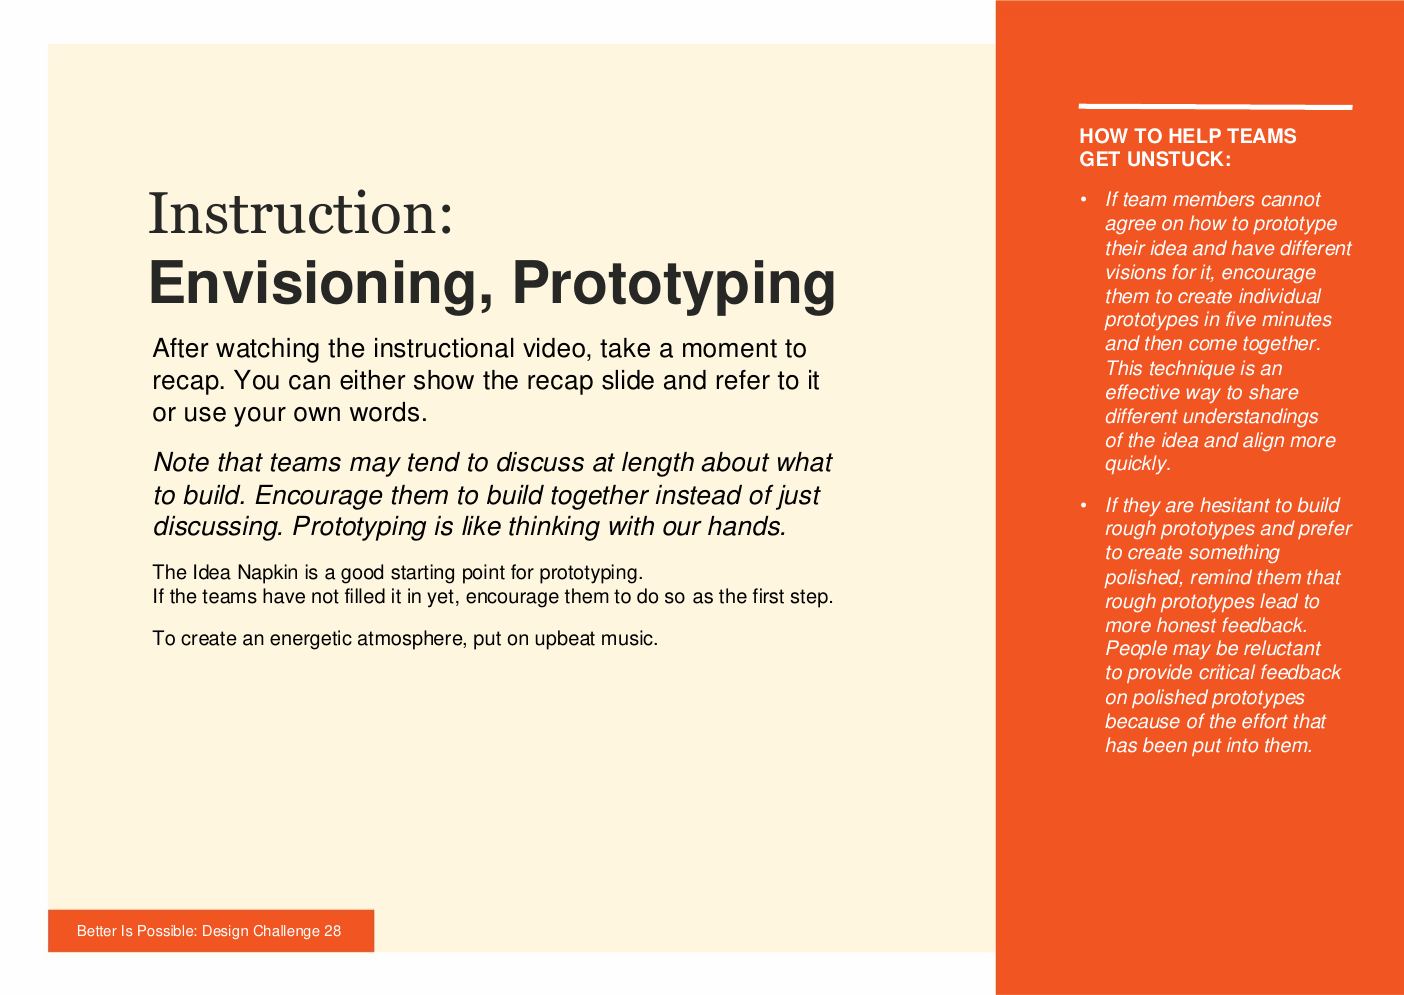 Instruction:
Envisioning, Prototyping
After watching the instructional video, take a moment to
recap. You can either show the recap slide and refer to it
or use your own words.
Note that teams may tend to discuss at length about what
to build. Encourage them to build together instead of just
discussing. Prototyping is like thinking with our hands.
The Idea Napkin is a good starting point for prototyping.
If the teams have not filled it in yet, encourage them to do so as the first step.
To create an energetic atmosphere, put on upbeat music.
HOW TO HELP TEAMS
GET UNSTUCK:
• If team members cannot
agree on how to prototype
their idea and have different
visions for it, encourage
them to create individual
prototypes in five minutes
and then come together.
This technique is an
effective way to share
different understandings
of the idea and align more
quickly.
• If they are hesitant to build
rough prototypes and prefer
to create something
polished, remind them that
rough prototypes lead to
more honest feedback.
People may be reluctant
to provide critical feedback
on polished prototypes
because of the effort that
has been put into them.
Better Is Possible: Design Challenge 28